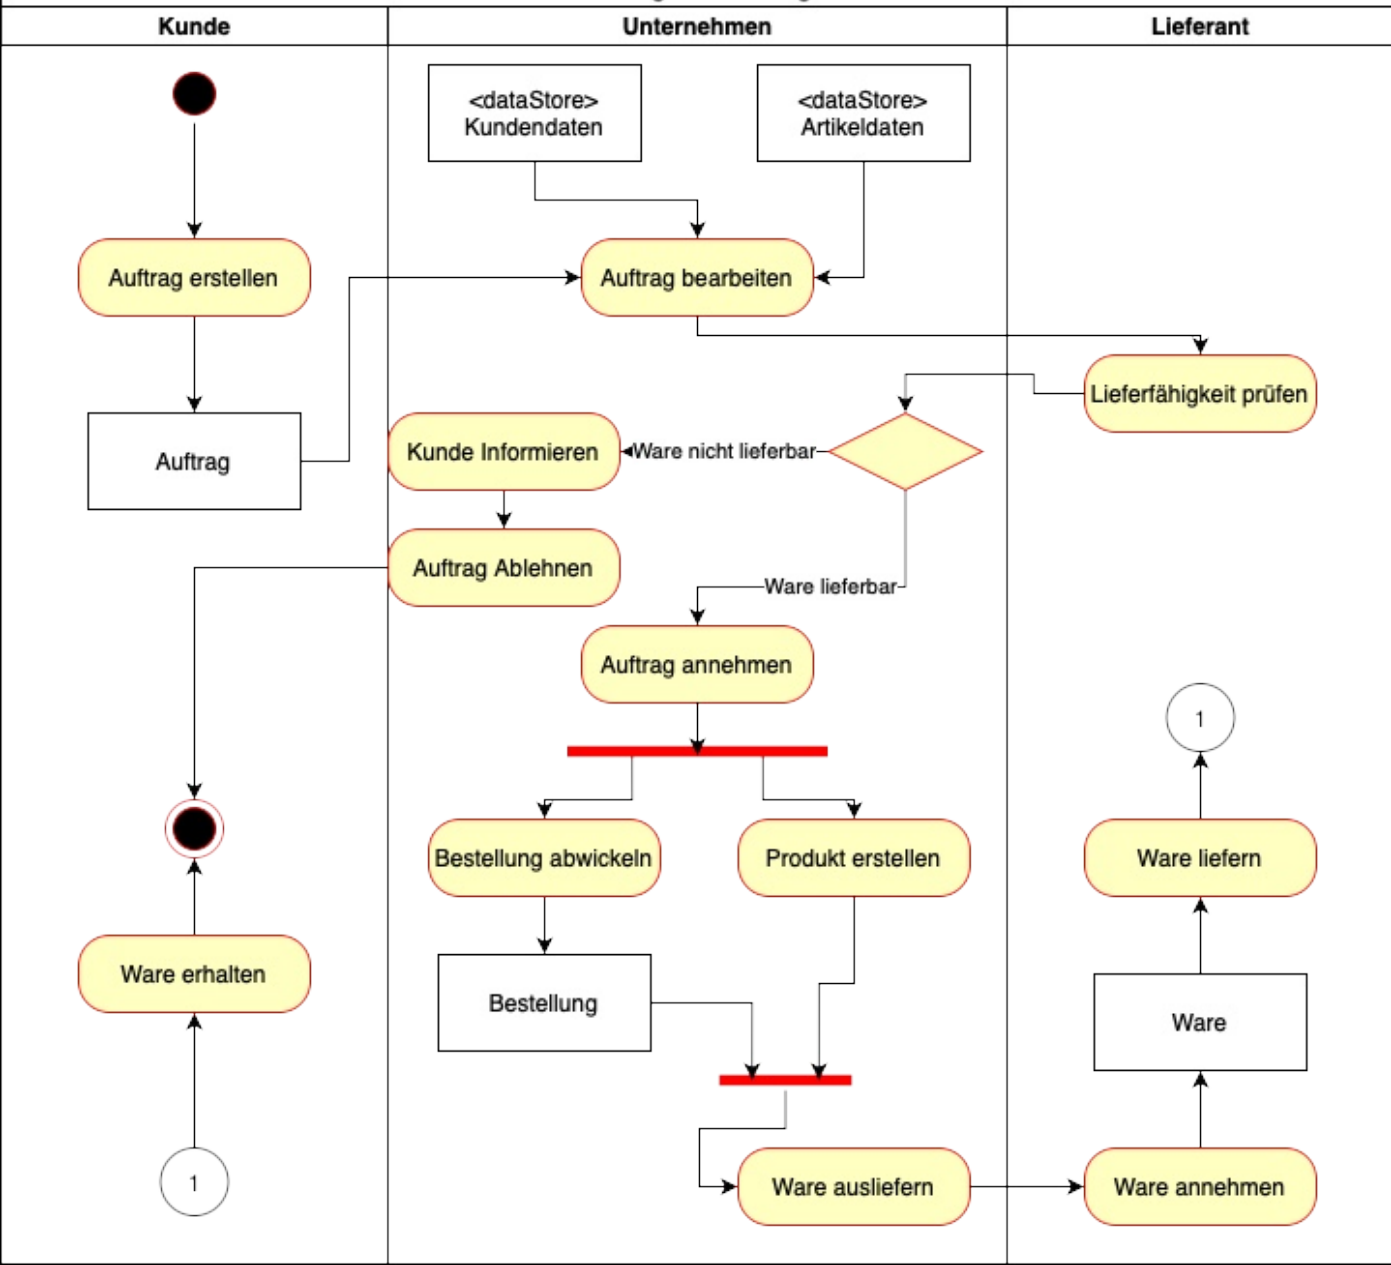 Kunde
Unternehmen
Lieferant
<dataStore>
Kundendaten
<dataStore>
Artikeldaten
Auftrag erstellen
Auftrag bearbeiten
Lieferfähigkeit prüfen
Auftrag
Kunde Informieren
Ware nicht lieferbar
Auftrag Ablehnen
Ware lieferbar
Auftrag annehmen
1
Bestellung abwickeln
Produkt erstellen
Ware liefern
Ware erhalten
Bestellung
Ware
1
Ware ausliefern
Ware annehmen